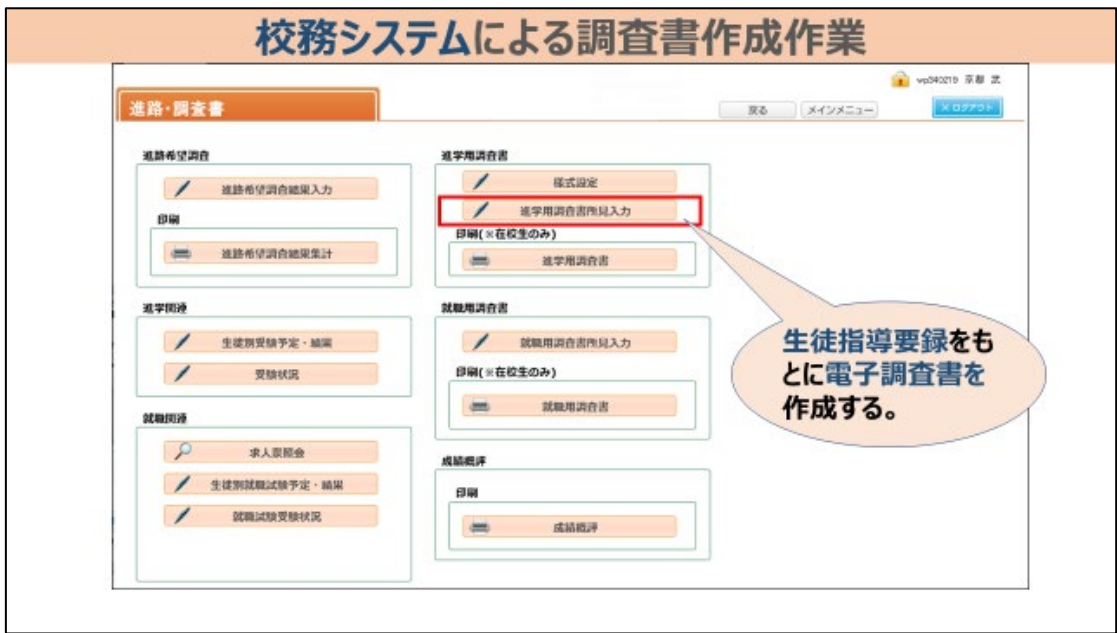 校務システムによる調査書作成作業
wp340219 京都 武
進路・調査書
戻る
メインメニュー
× ログアウト
進路希望調査
進路希望調査結果入力
印刷
進路希望調査結果集計
進学関連
生徒別受験予定・結果
受験状況
就職関連
求人票照会
生徒別就職試験予定・結果
就職試験受験状況
進学用調査書
様式設定
進学用調査書所見入力
印刷(※在校生のみ)
進学用調査書
就職用調査書
就職用調査書所見入力
印刷(※在校生のみ)
就職用調査書
成績概評
印刷
成績概評
生徒指導要録をも
とに電子調査書を
作成する。